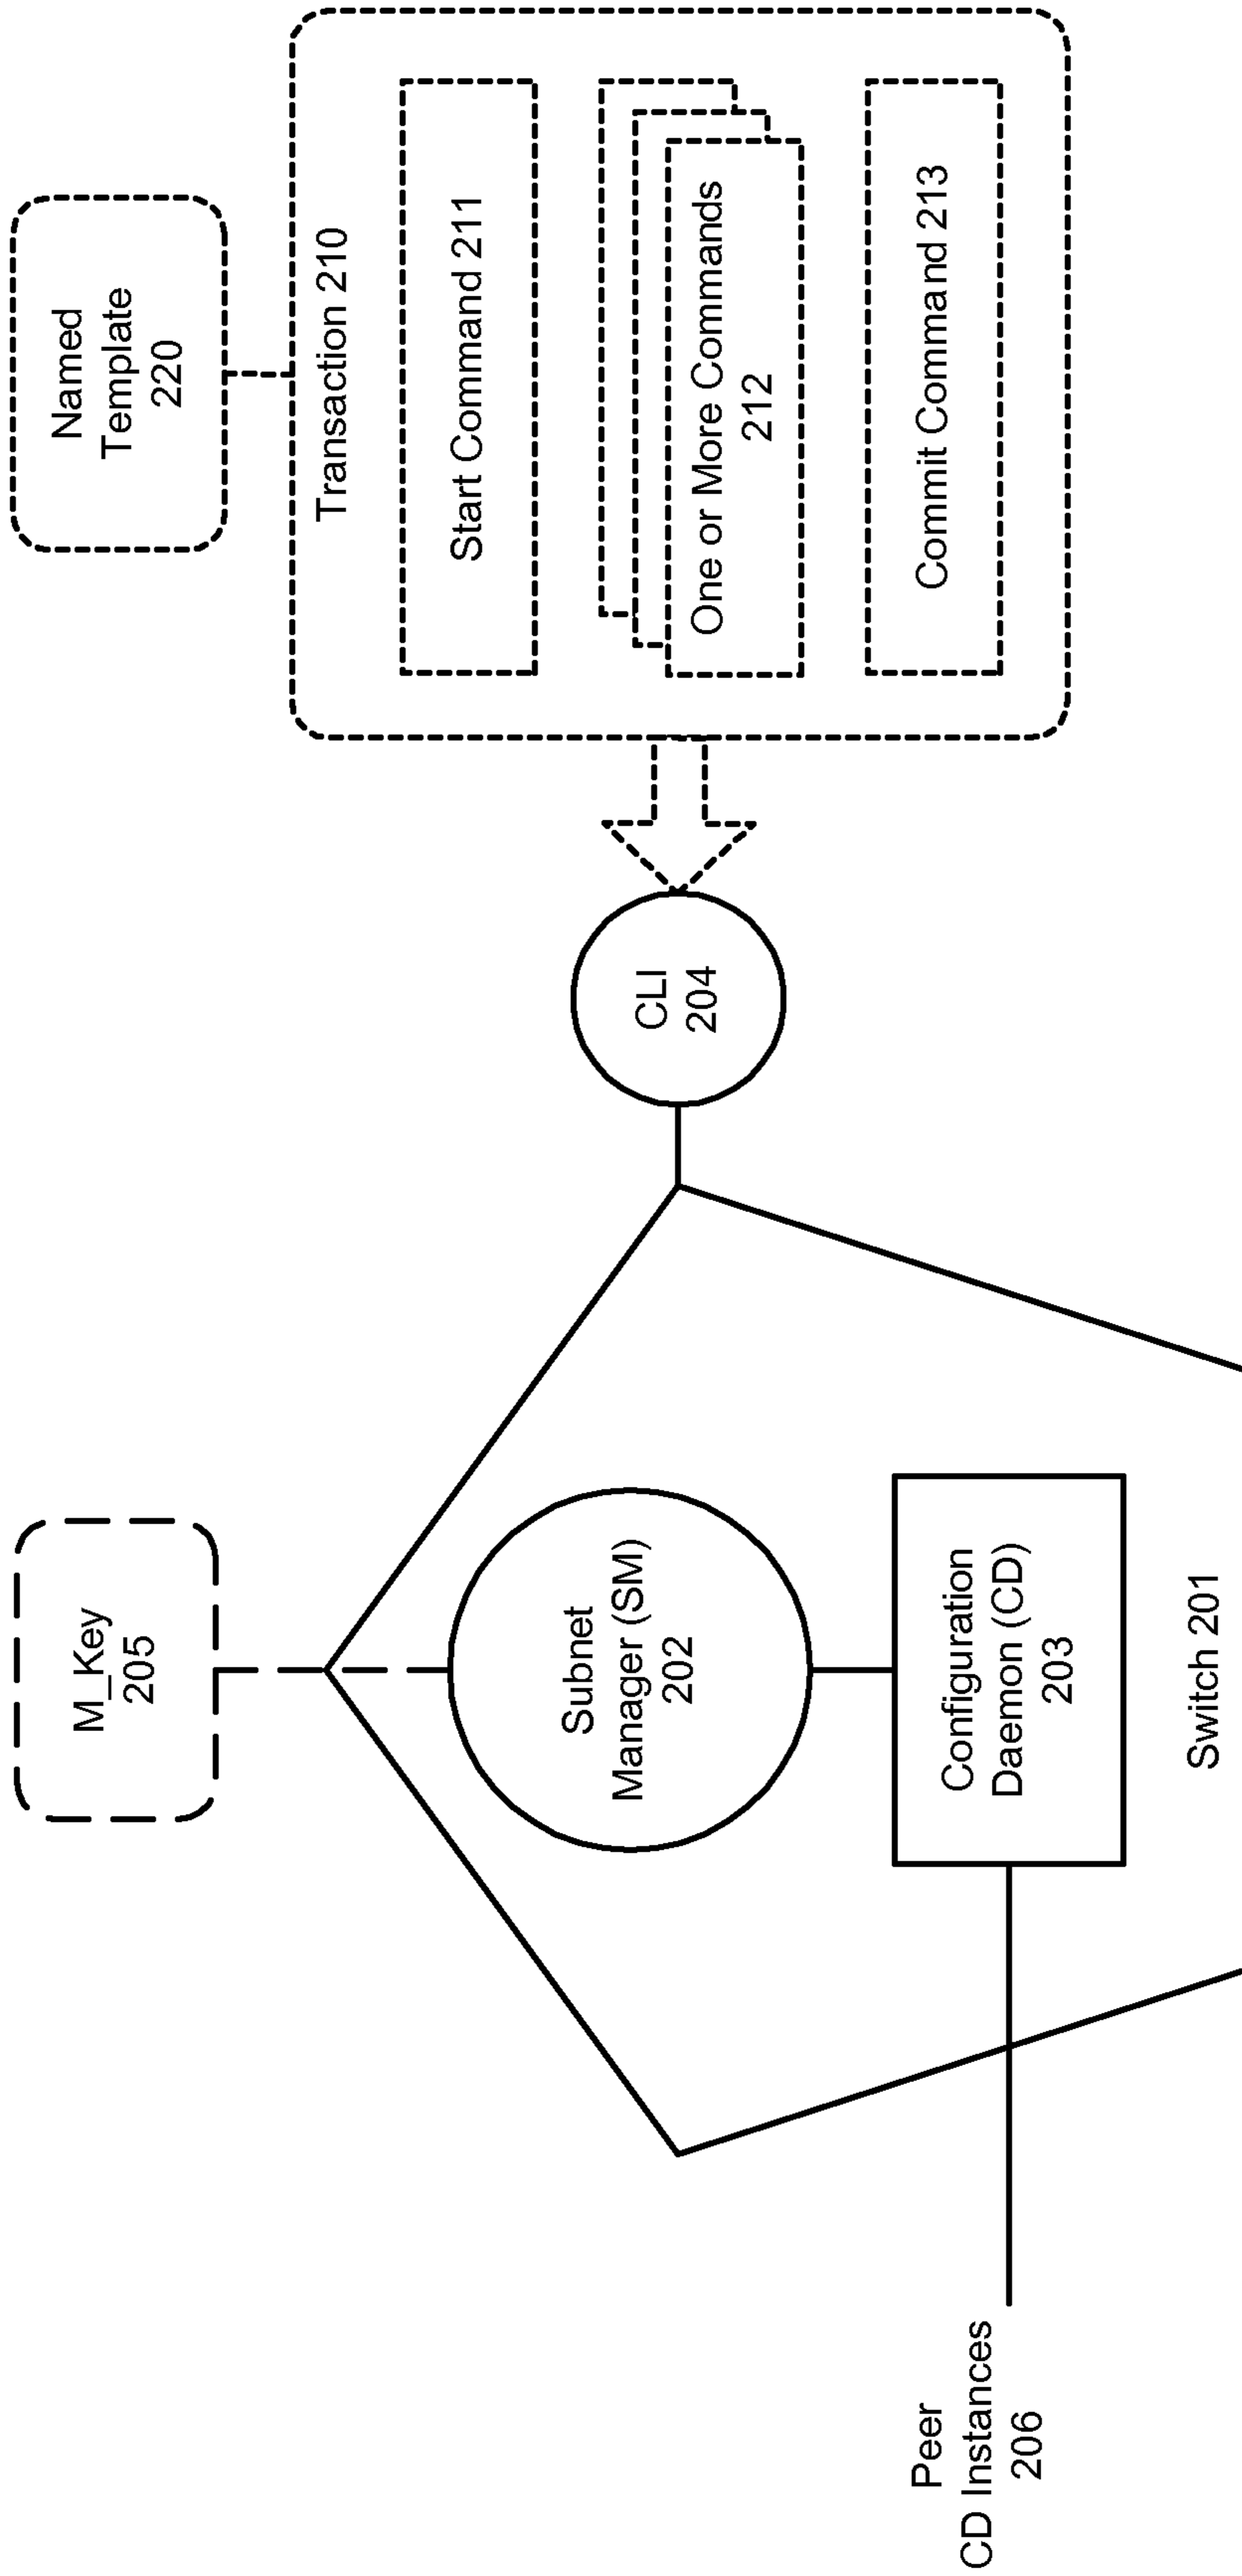 M_Key
205
Named
Template
220
Transaction 210
Start Command 211
One or More Commands
212
Commit Command 213
CLI
204
Subnet
Manager (SM)
202
Configuration
Daemon (CD)
203
Switch 201
Peer
CD Instances
206